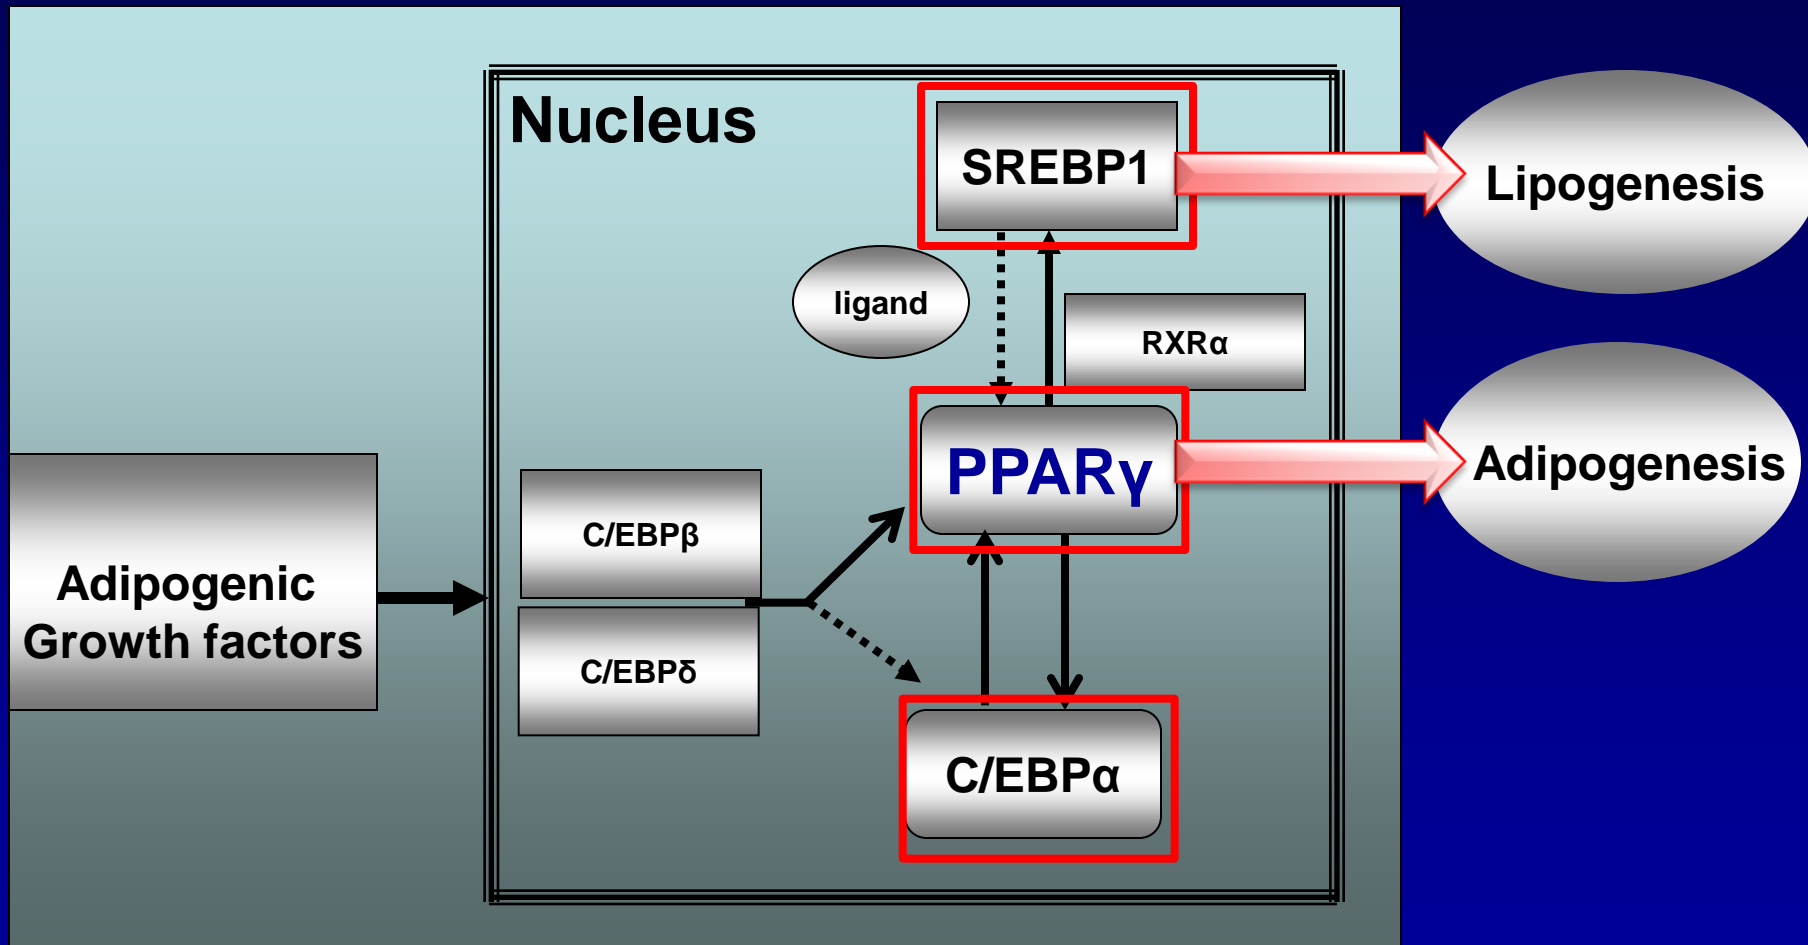 Nucleus
SREBP1
Lipogenesis
ligand
RXRα
PPARγ
Adipogenesis
C/EBPβ
Adipogenic
Growth factors
C/EBPδ
C/EBPα